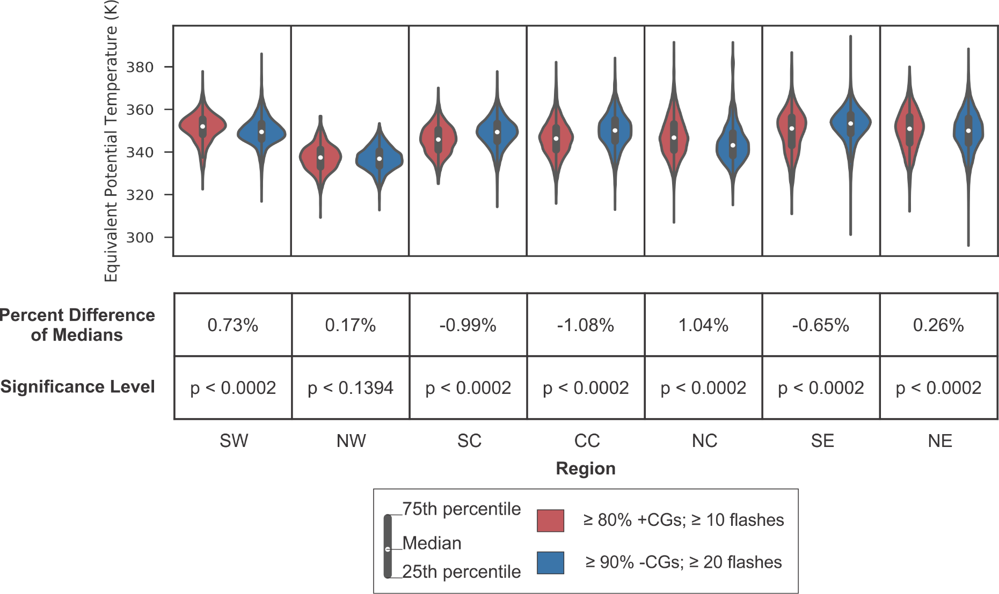 Equivalent Potential Temperature (K)
380
360
340
320
300
Percent Difference
of Medians
0.73%
0.17%
-0.99%
-1.08%
1.04%
-0.65%
0.26%
Significance Level
p < 0.0002
p < 0.1394
p < 0.0002
p < 0.0002
p < 0.0002
p < 0.0002
p < 0.0002
SW
NW
SC
CC
NC
SE
NE
Region
75th percentile
Median
25th percentile
≥ 80% +CGs; ≥ 10 flashes
≥ 90% -CGs; ≥ 20 flashes